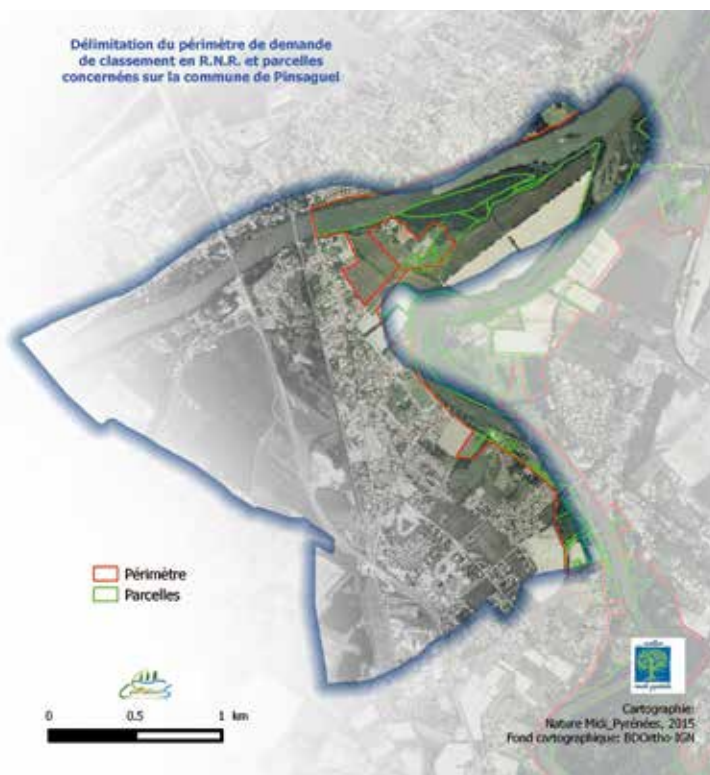 Délimitation du périmètre de demande
de classement en R.N.R. et parcelles
concernées sur la commune de Pinsaguel
Périmètre
Parcelles
0 0.5 1 km
Cartographie:
Nature Midi_Pyrénées, 2015
Fond cartographique: BDOrtho-IGN